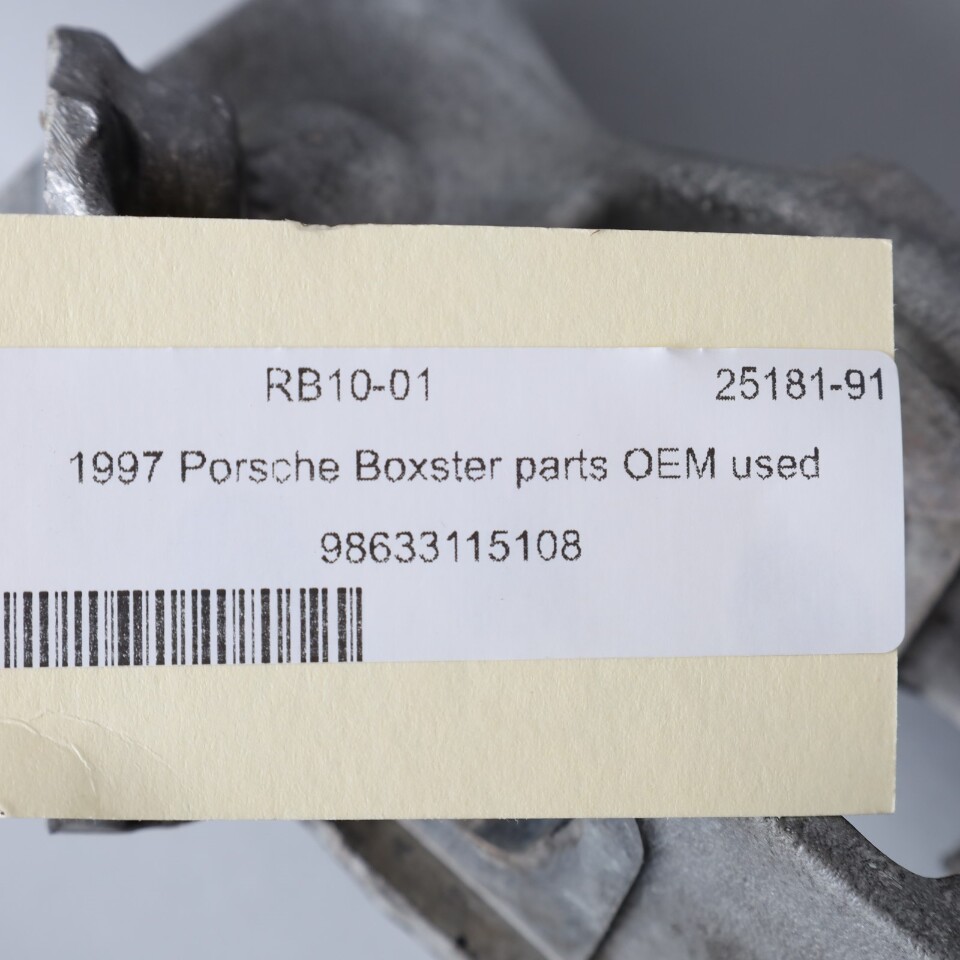 RB10-01 25181-91
1997 Porsche Boxster parts OEM used
98633115108